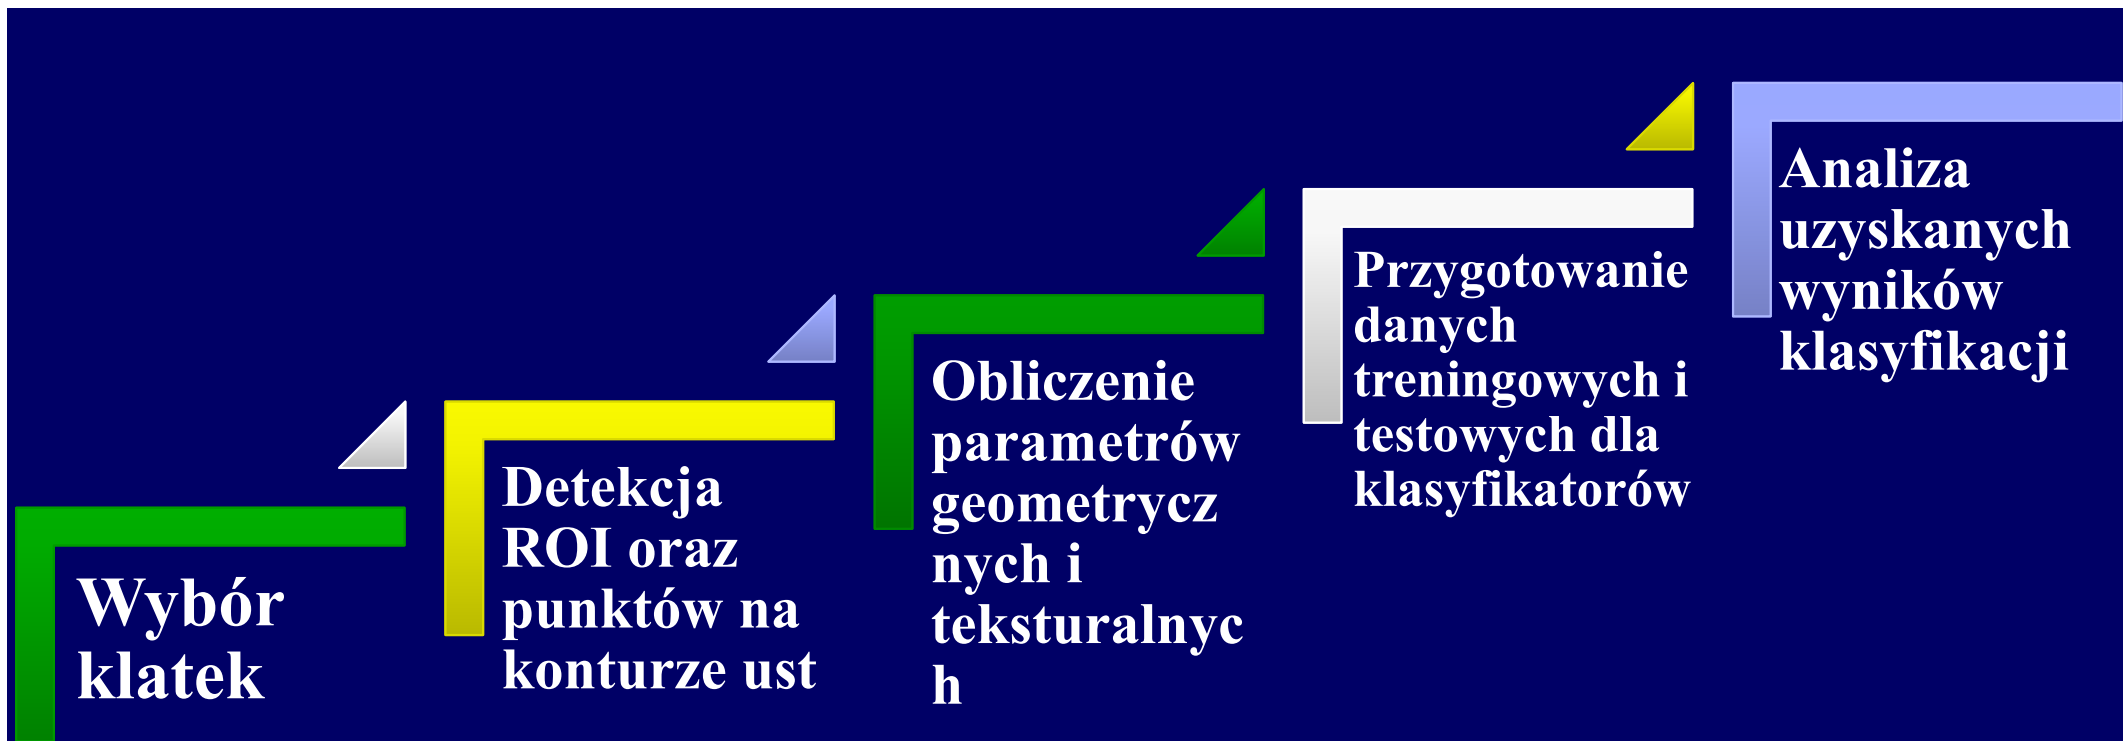 Wybór
klatek
Detekcja
ROI oraz
punktów na
konturze ust
Obliczenie
parametrów
geometrycz
nych i
teksturalnyc
h
Przygotowanie
danych
treningowych i
testowych dla
klasyfikatorów
Analiza
uzyskanych
wyników
klasyfikacji